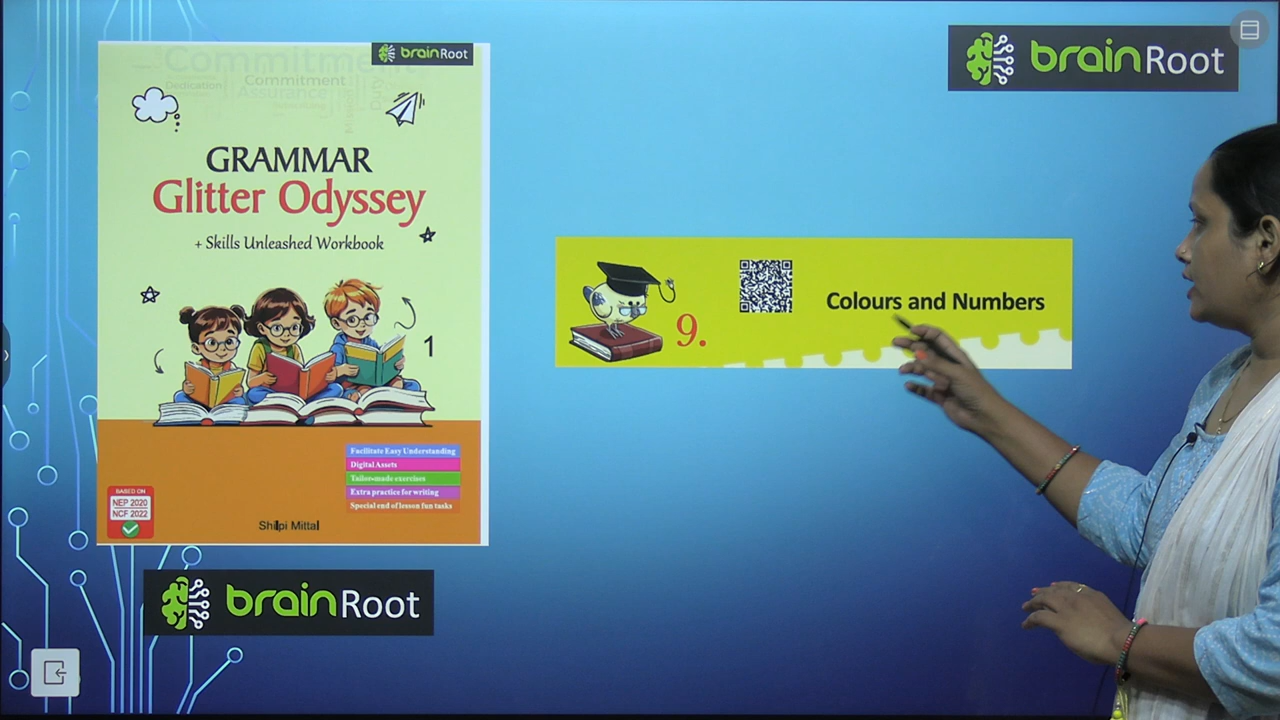 Commitment
Commitment
Dedication
Assurance
brainRoot
GRAMMAR
Glitter Odyssey
+ Skills Unleashed Workbook
1
Facilitate Easy Understanding
Digital Assets
Tailor-made exercises
Extra practice for writing
Special end of lesson fun tasks
BASED ON
NEP 2020
NCF 2022
Shilpi Mittal
brainRoot
brainRoot
9.
Colours and Numbers